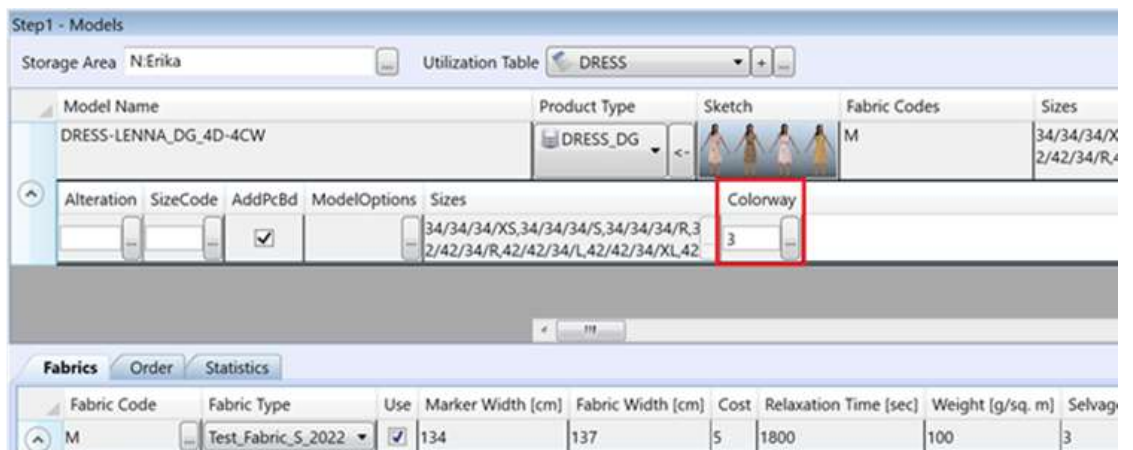 Step1 - Models
Storage Area N:Erika ... Utilization Table DRESS + ...
Model Name Product Type Sketch Fabric Codes Sizes
DRESS-LENNA_DG_4D-4CW DRESS_DG <- M 34/34/34/X
2/42/34/R,4
Alteration SizeCode AddPcBd ModelOptions Sizes Colorway
... ... ... 34/34/34/XS,34/34/34/S,34/34/34/R,3 ... 3 ...
2/42/34/R,42/42/34/L,42/42/34/XL,42
Fabrics Order Statistics
Fabric Code Fabric Type Use Marker Width [cm] Fabric Width [cm] Cost Relaxation Time [sec] Weight [g/sq. m] Selvag
M ... Test_Fabric_S_2022 134 137 5 1800 100 3